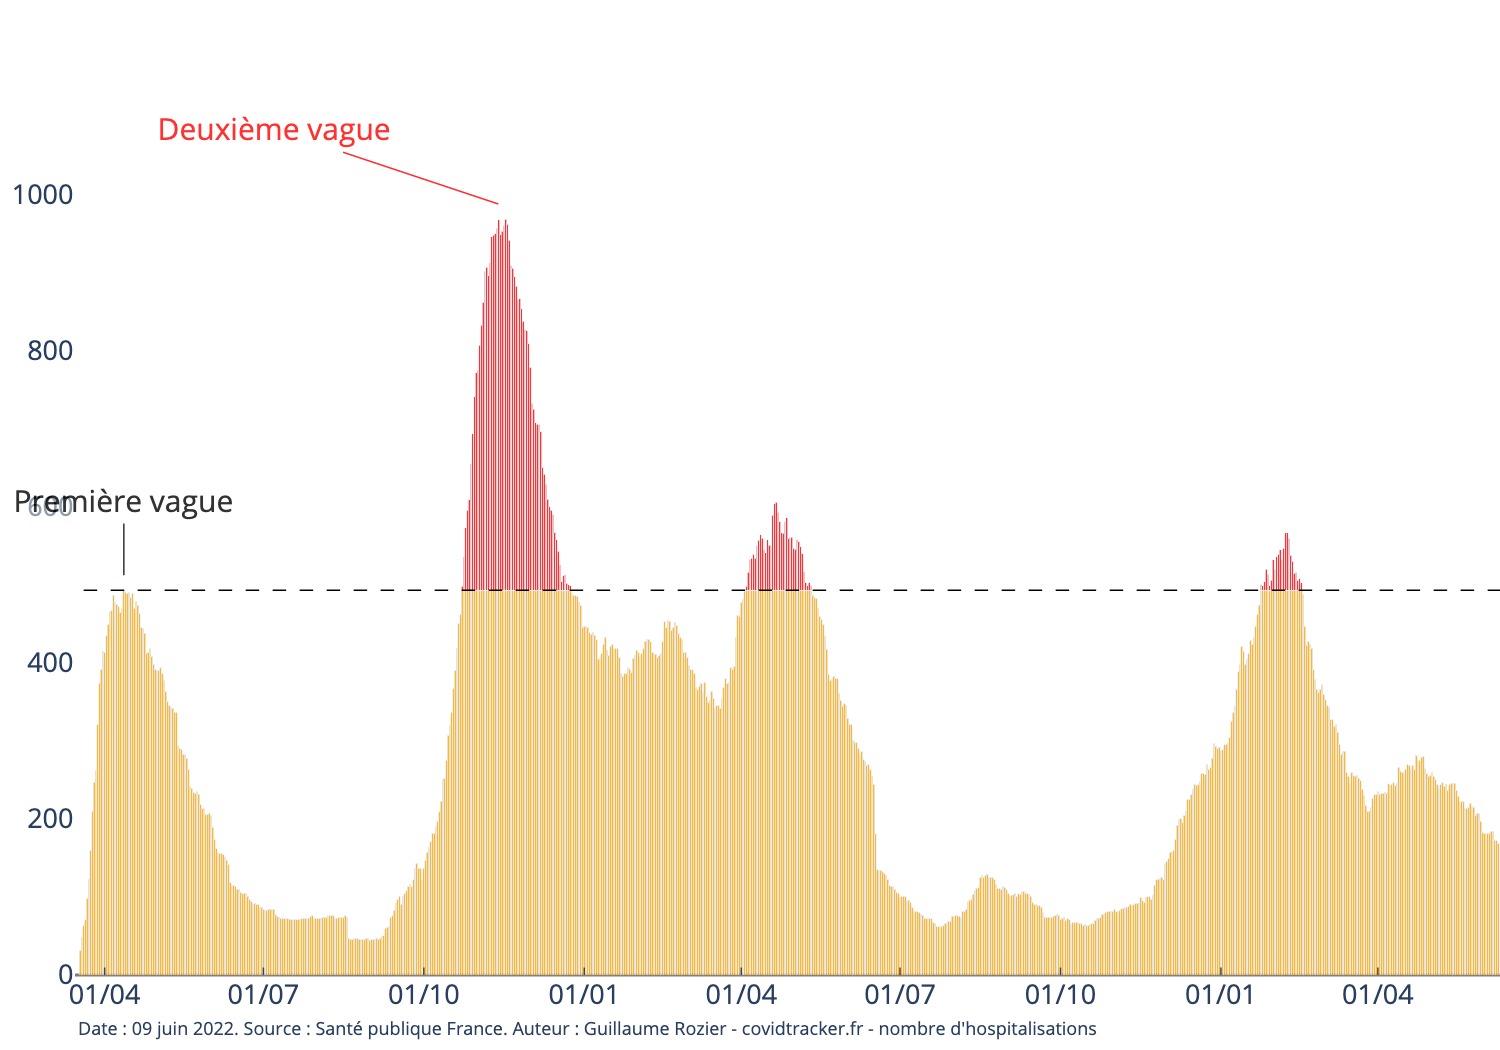 Deuxième vague
1000
800
Première vague
600
400
200
0
01/04 01/07 01/10 01/01 01/04 01/07 01/10 01/01 01/04
Date : 09 juin 2022. Source : Santé publique France. Auteur : Guillaume Rozier - covidtracker.fr - nombre d'hospitalisations